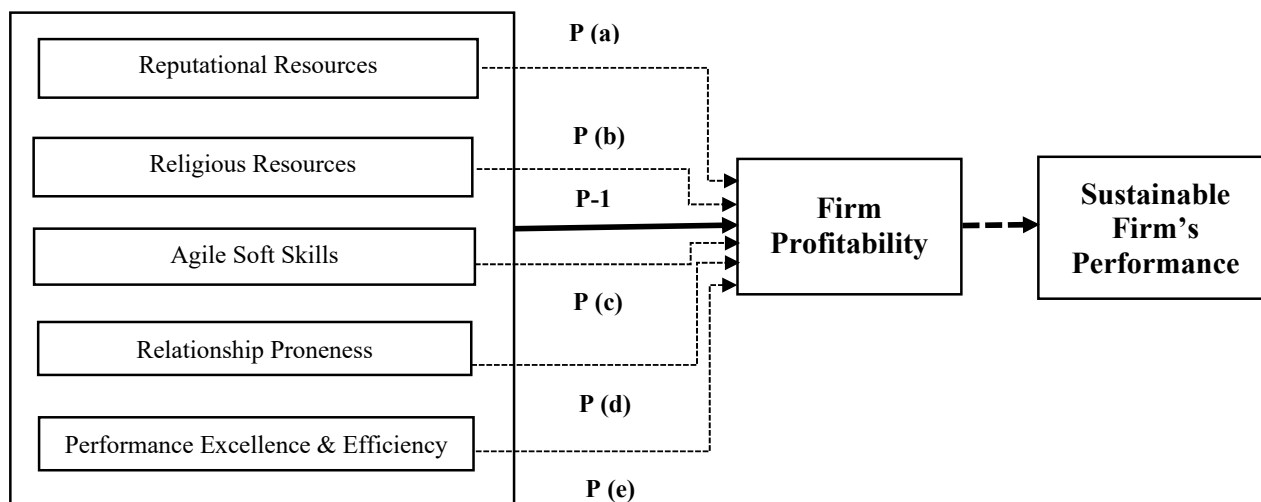 P (a)
Reputational Resources
P (b)
Religious Resources
P-1
Agile Soft Skills
P (c)
Relationship Proneness
P (d)
Performance Excellence & Efficiency
P (e)
Firm
Profitability
Sustainable
Firm’s
Performance